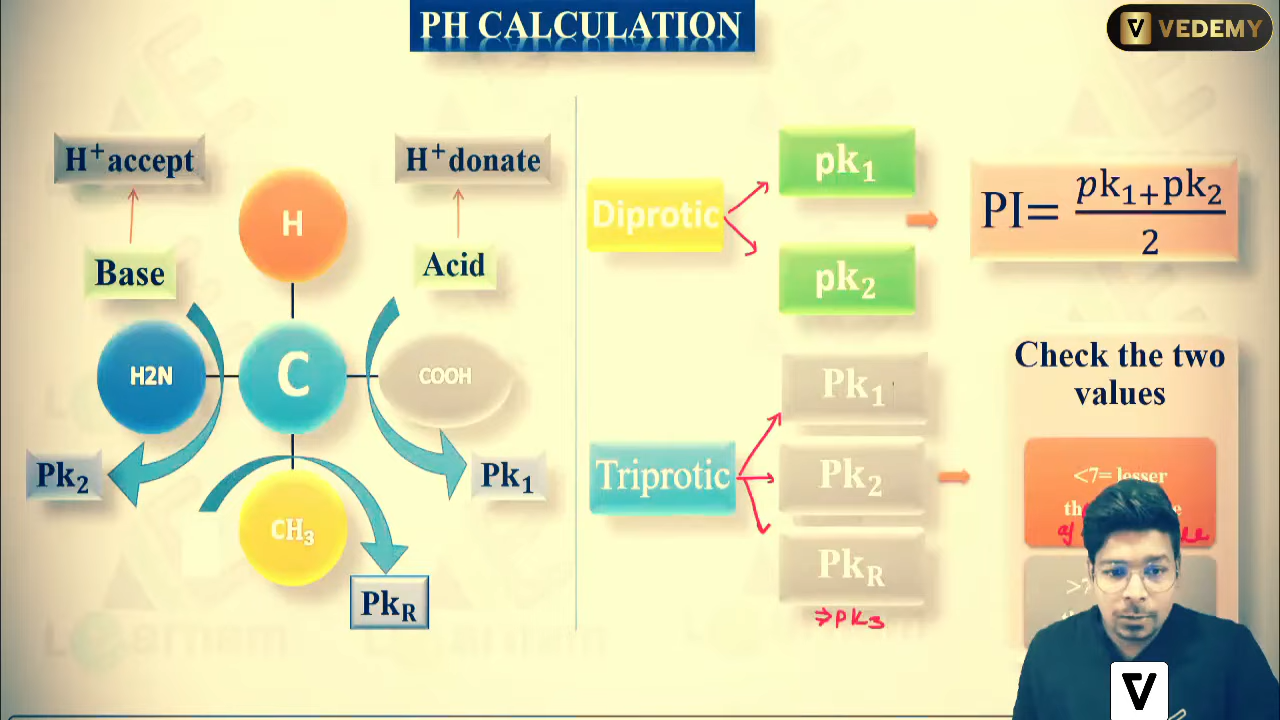 PH CALCULATION
VEDEMY
H⁺accept
H⁺donate
Base
Acid
H
H2N
C
COOH
CH₃
Pk₂
Pk₁
Pk_R
Diprotic
pk₁
pk₂
PI= pk₁₊pk₂
2
Triprotic
Pk₁
Pk₂
Pk_R
⇒pk₃
Check the two
values
<7= lesser
>7